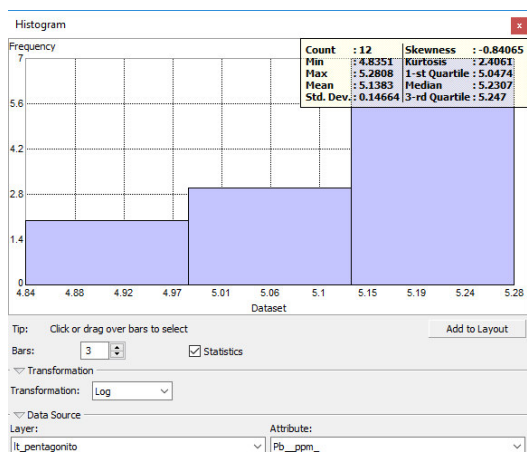 Histogram
x
Frequency
Count : 12 Skewness : -0.84065
Min : 4.8351 Kurtosis : 2.4061
Max : 5.2808 1-st Quartile : 5.0474
Mean : 5.1383 Median : 5.2307
Std. Dev. : 0.14664 3-rd Quartile : 5.247
7
5.6
4.2
2.8
1.4
0
4.84 4.88 4.92 4.97 5.01 5.06 5.1 5.15 5.19 5.24 5.28
Dataset
Tip: Click or drag over bars to select Add to Layout
Bars: 3 Statistics
Transformation
Transformation: Log
Data Source
Layer: Attribute:
lt_pentagonito Pb__ppm_